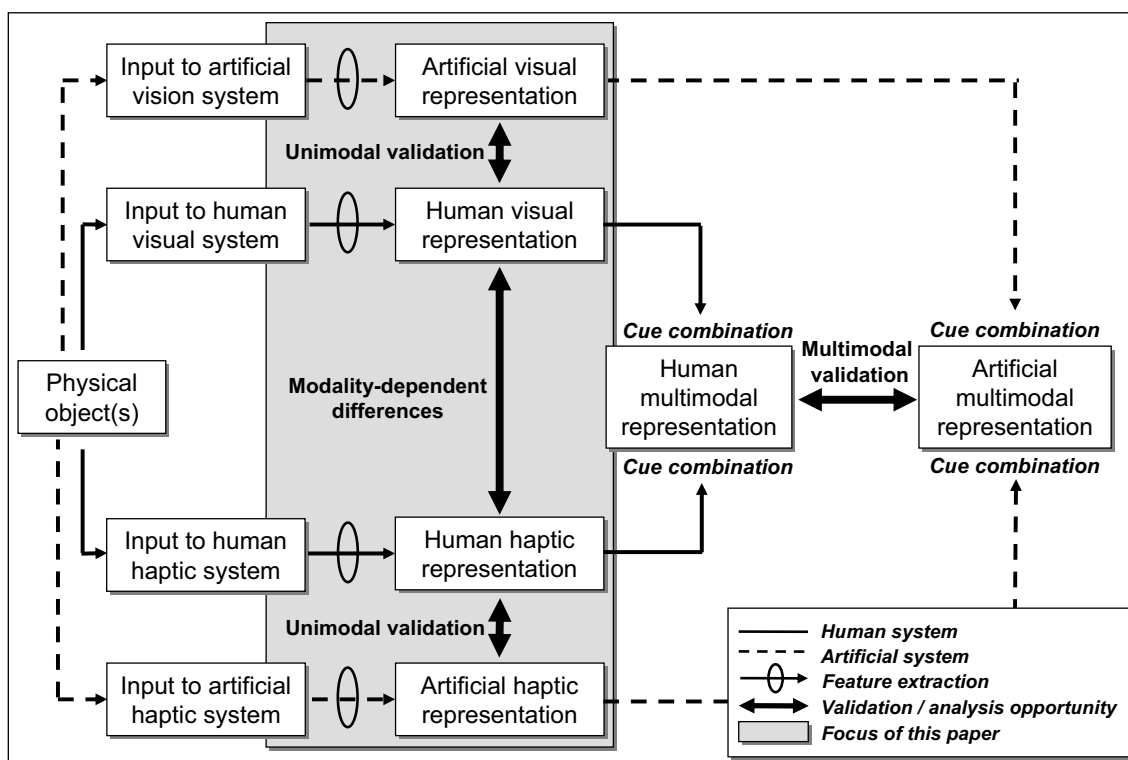 Input to artificial
vision system
Artificial visual
representation
Unimodal validation
Input to human
visual system
Human visual
representation
Physical
object(s)
Modality-dependent
differences
Cue combination
Human
multimodal
representation
Cue combination
Multimodal
validation
Cue combination
Artificial
multimodal
representation
Cue combination
Input to human
haptic system
Human haptic
representation
Unimodal validation
Input to artificial
haptic system
Artificial haptic
representation
Human system
Artificial system
Feature extraction
Validation / analysis opportunity
Focus of this paper